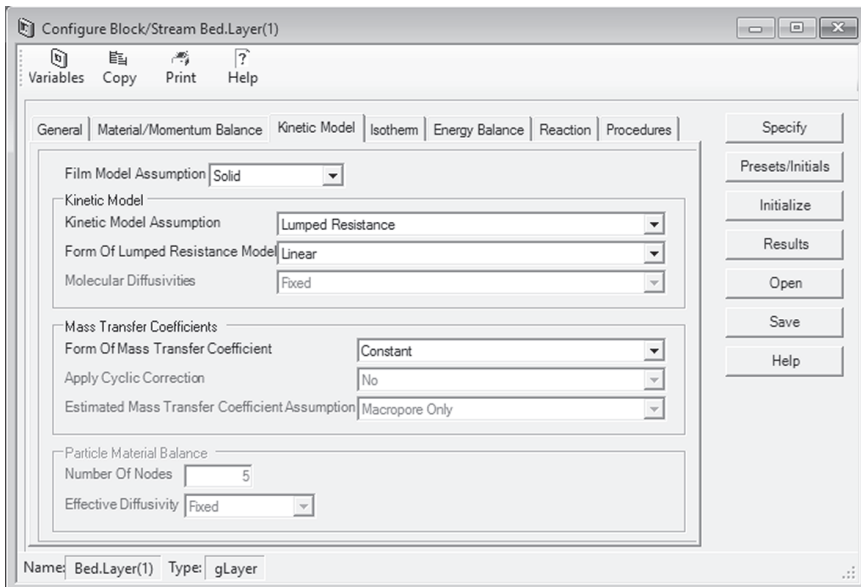 Configure Block/Stream Bed.Layer(1)
Variables Copy Print Help
General Material/Momentum Balance Kinetic Model Isotherm Energy Balance Reaction Procedures
Film Model Assumption Solid
Kinetic Model
Kinetic Model Assumption Lumped Resistance
Form Of Lumped Resistance Model Linear
Molecular Diffusivities Fixed
Mass Transfer Coefficients
Form Of Mass Transfer Coefficient Constant
Apply Cyclic Correction No
Estimated Mass Transfer Coefficient Assumption Macropore Only
Particle Material Balance
Number Of Nodes 5
Effective Diffusivity Fixed
Specify
Presets/Initials
Initialize
Results
Open
Save
Help
Name: Bed.Layer(1) Type: gLayer